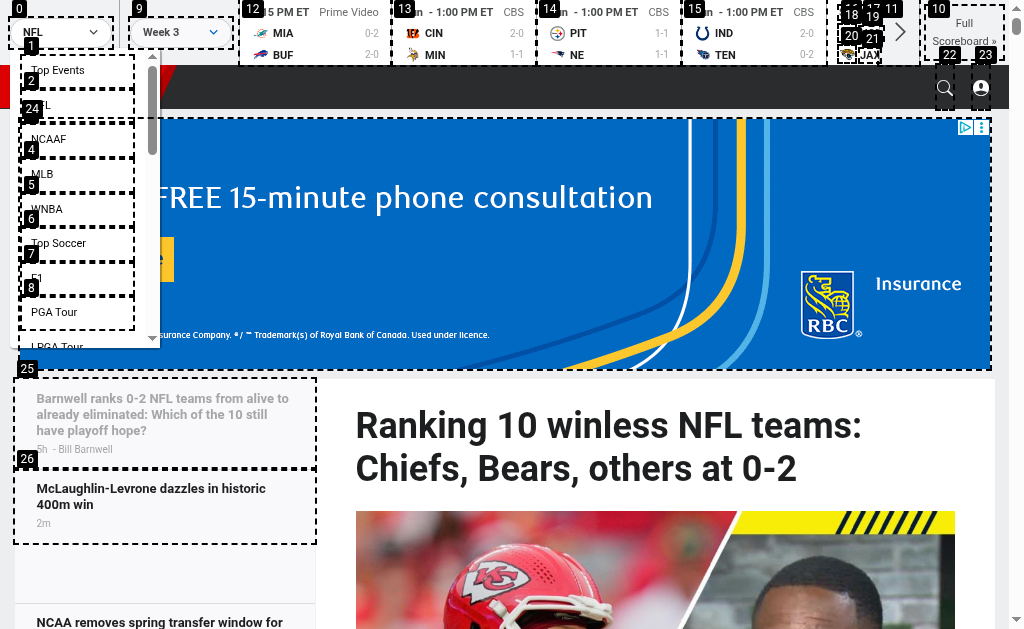 0
9
12
13
14
15
18
19
17
11
10
NFL
Week 3
15 PM ET Prime Video
MIA 0-2
BUF 2-0
- 1:00 PM ET CBS
CIN 2-0
MIN 1-1
- 1:00 PM ET CBS
PIT 1-1
NE 1-1
- 1:00 PM ET CBS
IND 2-0
TEN 0-2
20
21
JAX
Full
Scoreboard »
22
23
1
Top Events
2
24
NCAAF
4
MLB
5
WNBA
6
Top Soccer
7
F1
8
PGA Tour
LPGA Tour
FREE 15-minute phone consultation
Insurance
RBC
®
surance Company. ® / ™ Trademark(s) of Royal Bank of Canada. Used under licence.
25
Barnwell ranks 0-2 NFL teams from alive to
already eliminated: Which of the 10 still
have playoff hope?
5h - Bill Barnwell
26
McLaughlin-Levrone dazzles in historic
400m win
2m
NCAA removes spring transfer window for
Ranking 10 winless NFL teams:
Chiefs, Bears, others at 0-2
KC